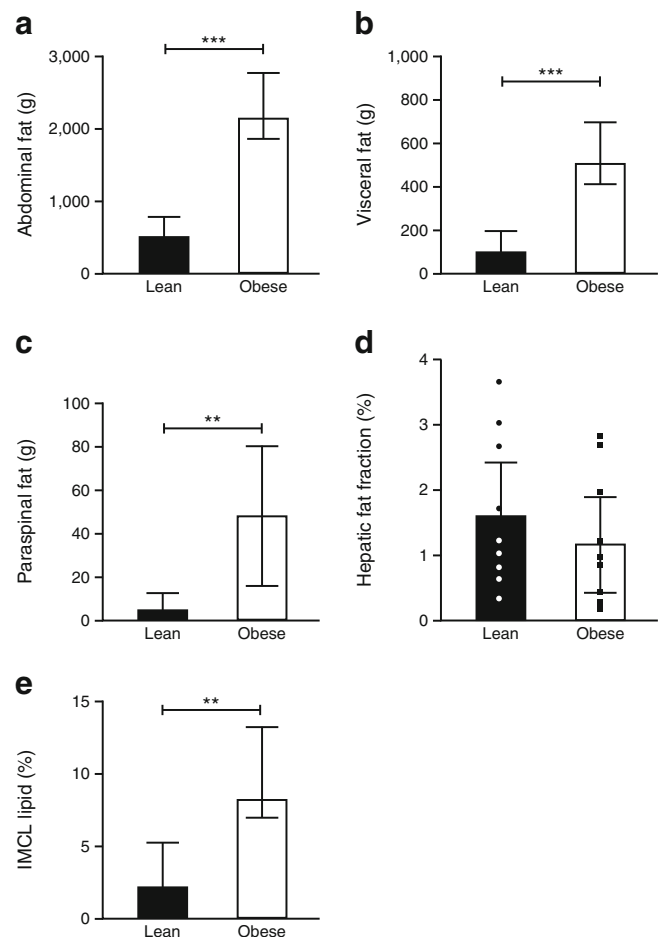 a
Abdominal fat (g)
3,000
2,000
1,000
0
***
Lean Obese
b
Visceral fat (g)
1,000
800
600
400
200
0
***
Lean Obese
c
Paraspinal fat (g)
100
80
60
40
20
0
**
Lean Obese
d
Hepatic fat fraction (%)
4
3
2
1
0
Lean Obese
e
IMCL lipid (%)
15
10
5
0
**
Lean Obese